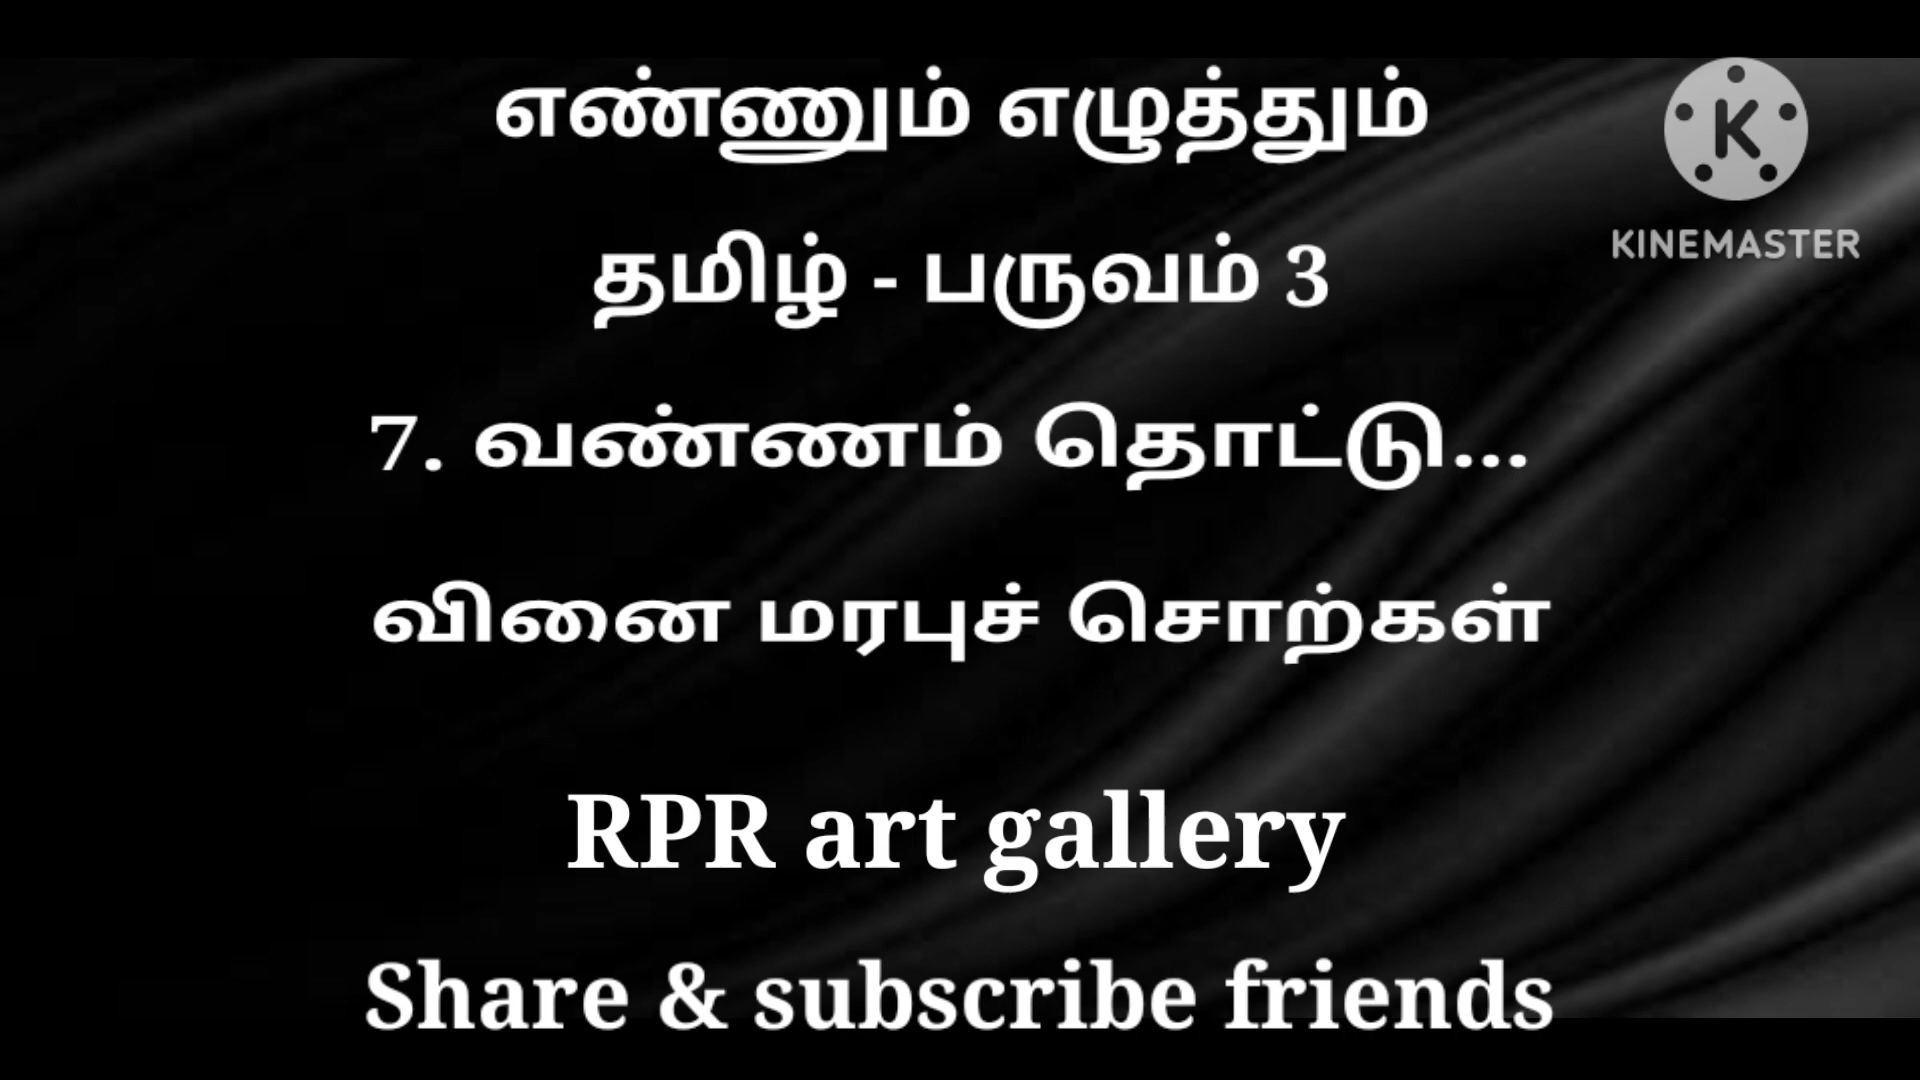 எண்ணும் எழுத்தும்
தமிழ் - பருவம் 3
7. வண்ணம் தொட்டு...
வினை மரபுச் சொற்கள்
RPR art gallery
Share & subscribe friends
K
KINEMASTER